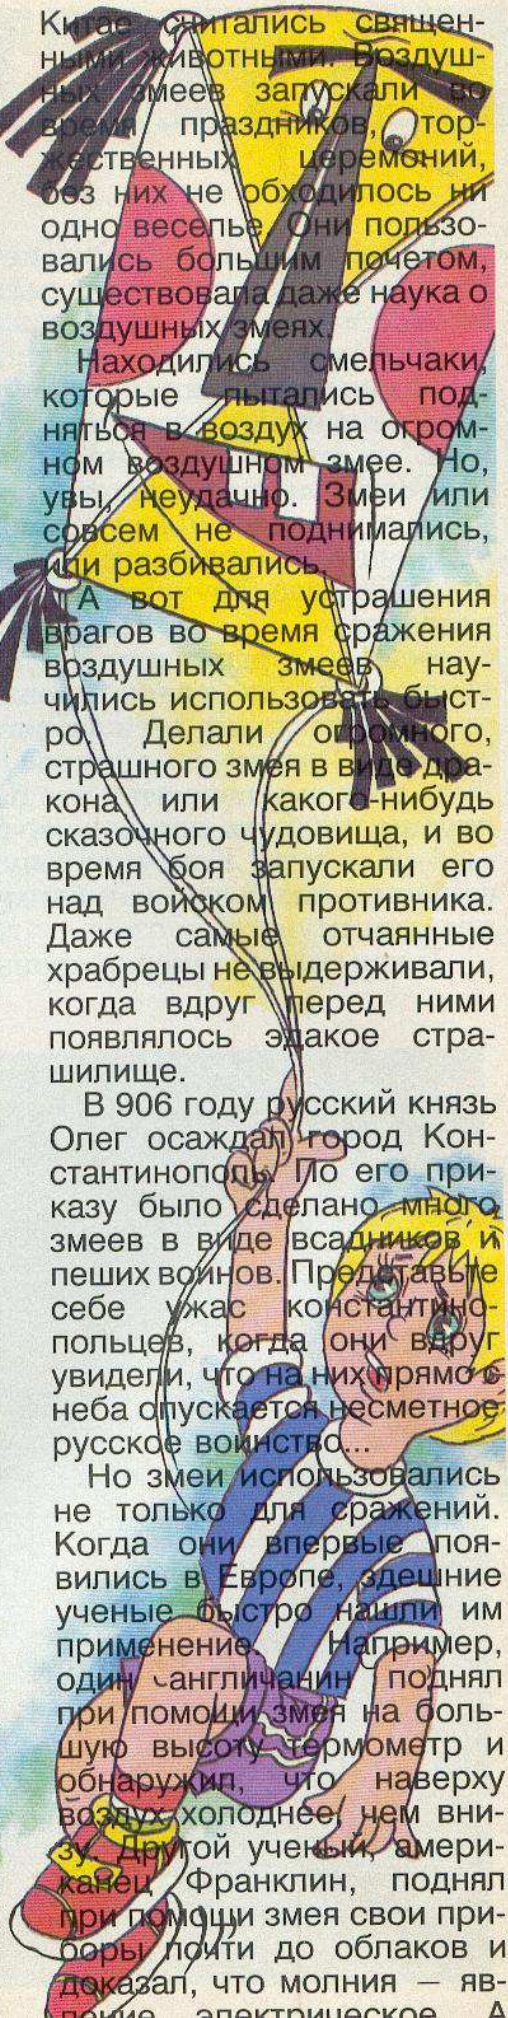 Китае считались священ-
ными животными. Воздуш-
ных змеев запускали во
время праздников, тор-
жественных церемоний,
без них не обходилось ни
одно веселье. Они пользо-
вались большим почетом,
существовала даже наука о
воздушных змеях.
Находились смельчаки,
которые пытались под-
няться в воздух на огром-
ном воздушном змее. Но,
увы, неудачно. Змеи или
совсем не поднимались,
или разбивались.
А вот для устрашения
врагов во время сражения
воздушных змеев нау-
чились использовать быст-
ро. Делали огромного,
страшного змея в виде дра-
кона или какого-нибудь
сказочного чудовища, и во
время боя запускали его
над войском противника.
Даже самые отчаянные
храбрецы не выдерживали,
когда вдруг перед ними
появлялось эдакое стра-
шилище.
В 906 году русский князь
Олег осаждал город Кон-
стантинополь. По его при-
казу было сделано много
змеев в виде всадников и
пеших воинов. Представьте
себе ужас константино-
польцев, когда они вдруг
увидели, что на них прямо с
неба опускается несметное
русское воинство...
Но змеи использовались
не только для сражений.
Когда они впервые поя-
вились в Европе, здешние
ученые быстро нашли им
применение. Например,
один англичанин поднял
при помощи змея на боль-
шую высоту термометр и
обнаружил, что наверху
воздух холоднее, чем вни-
зу. Другой ученый, амери-
канец Франклин, поднял
при помощи змея свои при-
боры почти до облаков и
доказал, что молния — яв-
ление электрическое. А